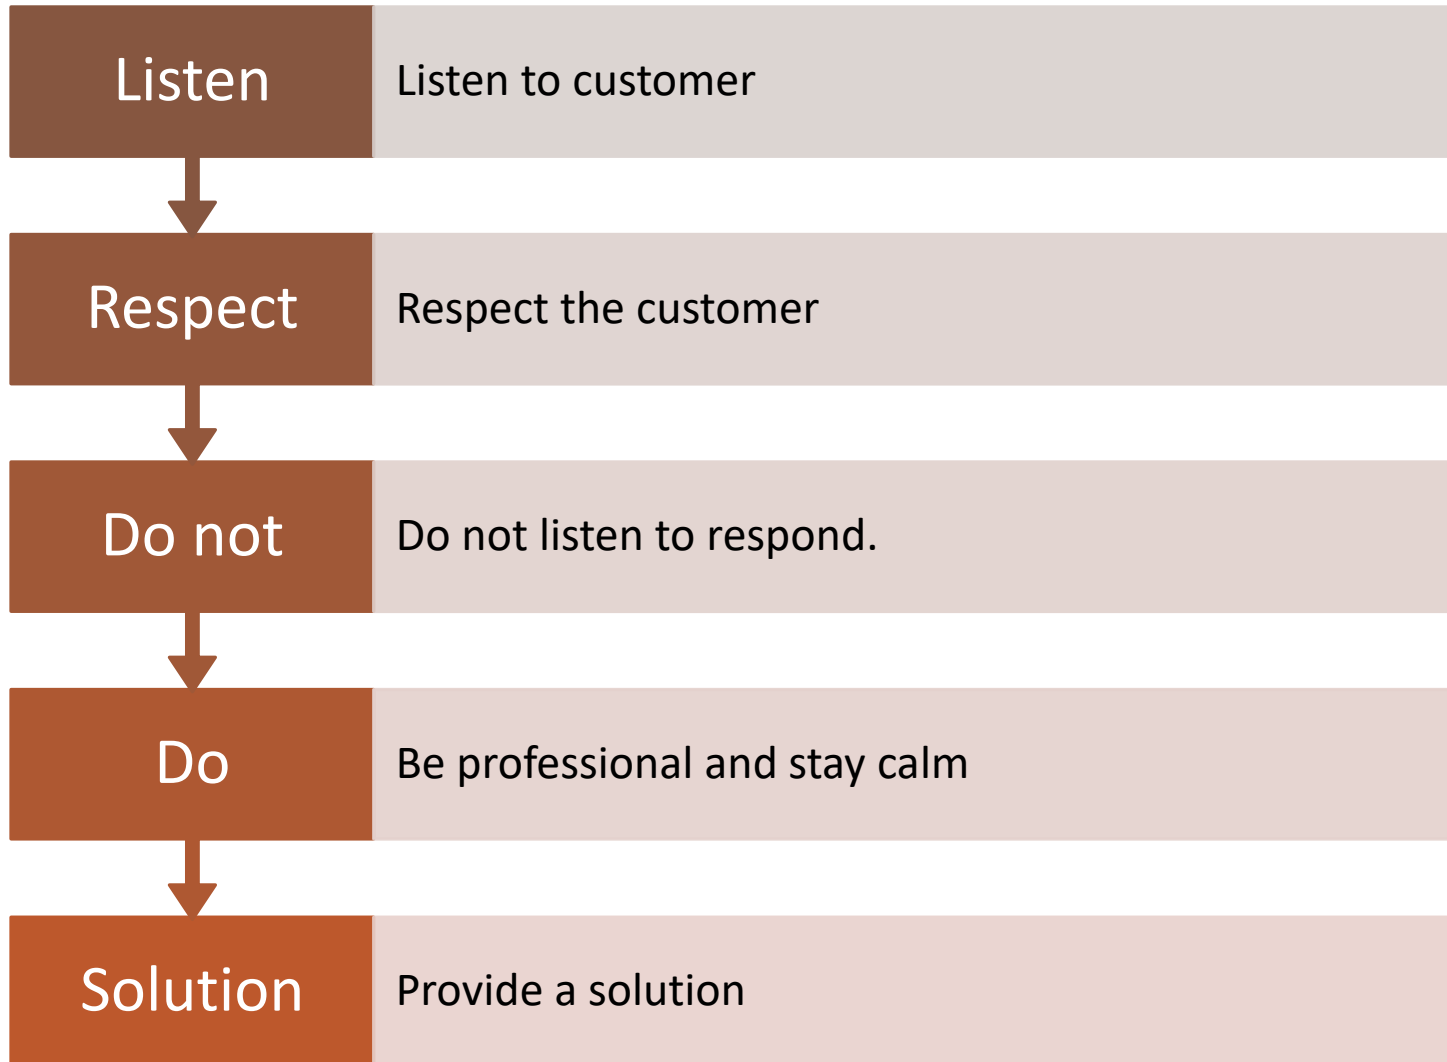 Listen
Listen to customer
Respect
Respect the customer
Do not
Do not listen to respond.
Do
Be professional and stay calm
Solution
Provide a solution